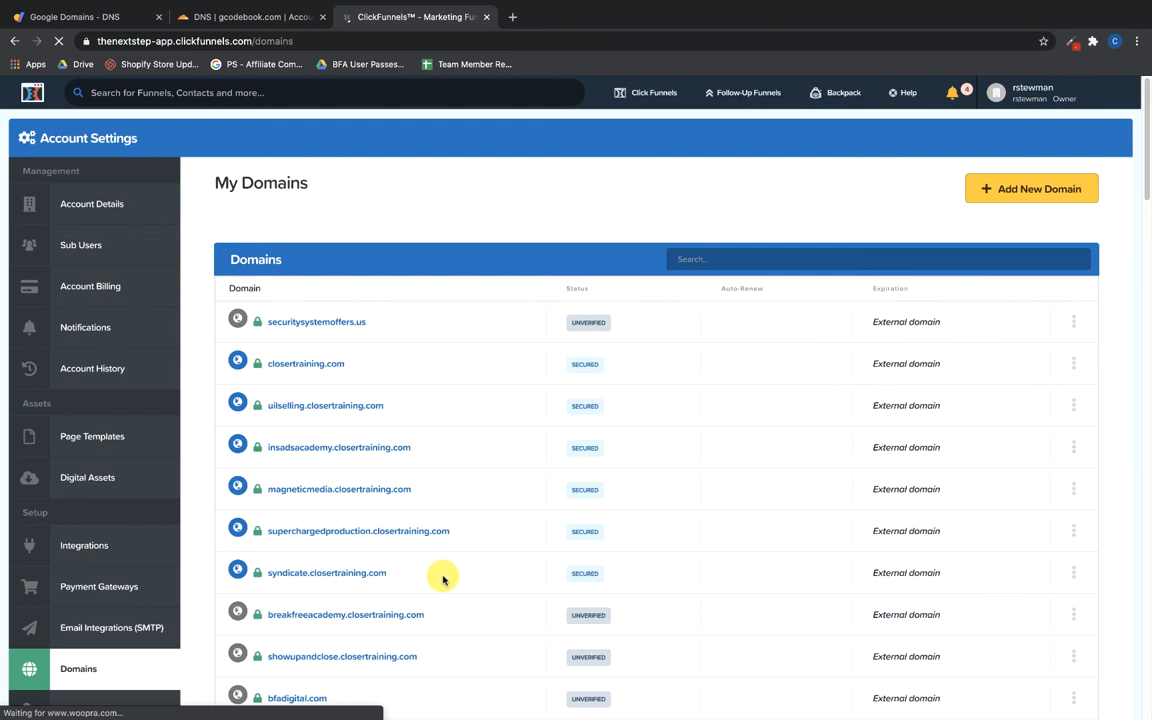 Google Domains - DNS
DNS | gcodebook.com | Accou
ClickFunnels™ - Marketing Fu
thenextstep-app.clickfunnels.com/domains
Apps
Drive
Shopify Store Upd...
PS - Affiliate Com...
BFA User Passes...
Team Member Re...
Search for Funnels, Contacts and more...
Click Funnels
Follow-Up Funnels
Backpack
Help
4
rstewman
rstewman Owner
Account Settings
Management
Account Details
Sub Users
Account Billing
Notifications
Account History
Assets
Page Templates
Digital Assets
Setup
Integrations
Payment Gateways
Email Integrations (SMTP)
Domains
My Domains
+ Add New Domain
Domains
Search...
Domain Status Auto-Renew Expiration
securitysystemoffers.us UNVERIFIED External domain
closertraining.com SECURED External domain
uilselling.closertraining.com SECURED External domain
insadsacademy.closertraining.com SECURED External domain
magneticmedia.closertraining.com SECURED External domain
superchargedproduction.closertraining.com SECURED External domain
syndicate.closertraining.com SECURED External domain
breakfreeacademy.closertraining.com UNVERIFIED External domain
showupandclose.closertraining.com UNVERIFIED External domain
bfadigital.com UNVERIFIED External domain
Waiting for www.woopra.com...